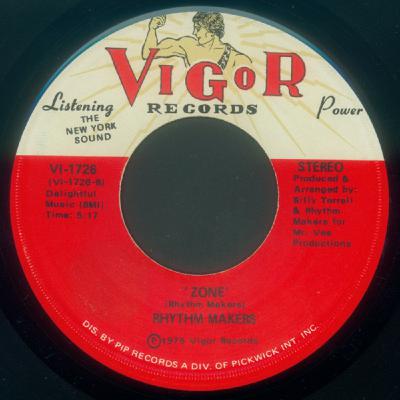 VIGOR
RECORDS
Listening
Power
THE
NEW YORK
SOUND
VI-1726
(VI-1726-B)
Delightful
Music (BMI)
Time: 5:17
STEREO
Produced &
Arranged by:
Billy Terrell
& Rhythm
Makers for
Mr. Vee
Productions
"ZONE"
(Rhythm Makers)
RHYTHM MAKERS
Ⓟ1976 Vigor Records
DIS. BY PIP RECORDS A DIV. OF PICKWICK INT. INC.